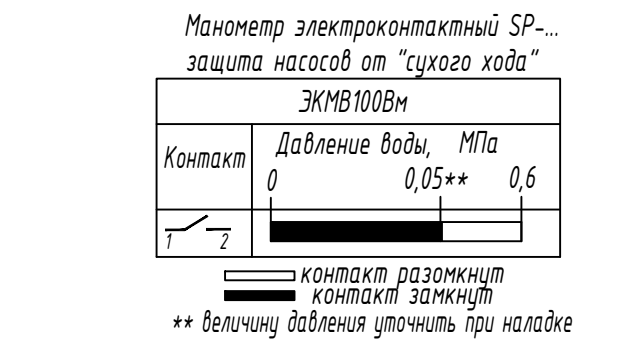 Манометр электроконтактный SP-...
защита насосов от "сухого хода"
ЭКМВ100Вм
Контакт
Давление воды, МПа
0 0,05** 0,6
1 2
контакт разомкнут
контакт замкнут
** величину давления уточнить при наладке